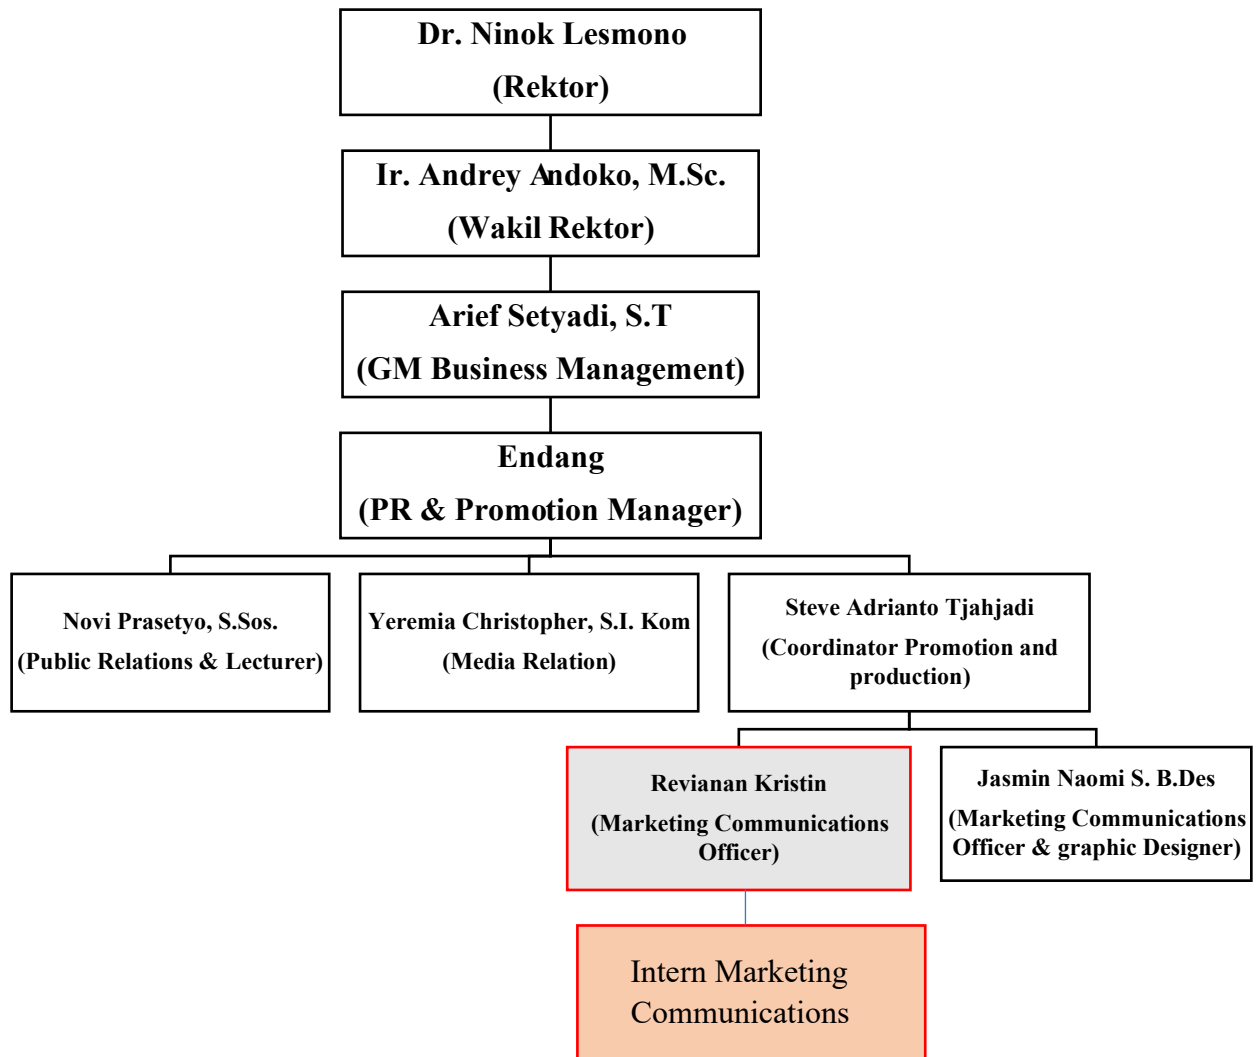 Dr. Ninok Lesmono
(Rektor)
Ir. Andrey Andoko, M.Sc.
(Wakil Rektor)
Arief Setyadi, S.T
(GM Business Management)
Endang
(PR & Promotion Manager)
Novi Prasetyo, S.Sos.
(Public Relations & Lecturer)
Yeremia Christopher, S.I. Kom
(Media Relation)
Steve Adrianto Tjahjadi
(Coordinator Promotion and
production)
Revianan Kristin
(Marketing Communications
Officer)
Jasmin Naomi S. B.Des
(Marketing Communications
Officer & graphic Designer)
Intern Marketing
Communications